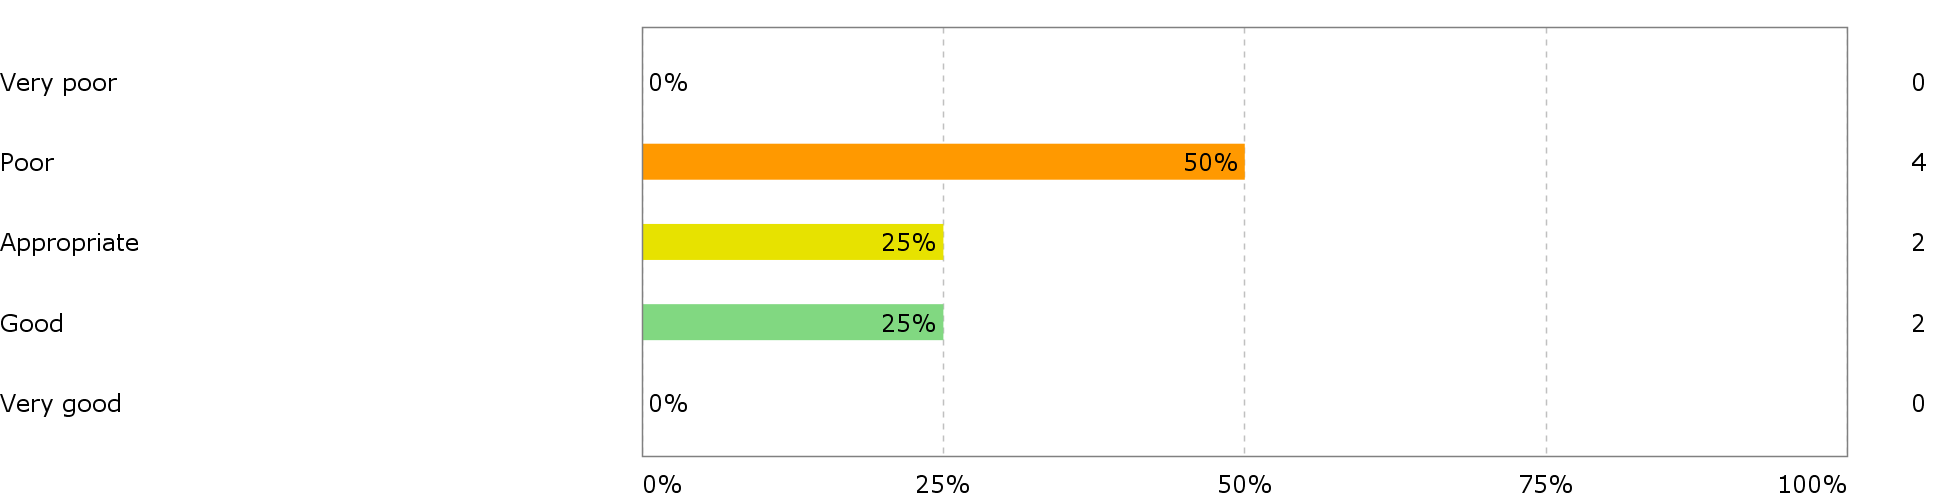 Very poor 0% 0
Poor 50% 4
Appropriate 25% 2
Good 25% 2
Very good 0% 0
0% 25% 50% 75% 100%